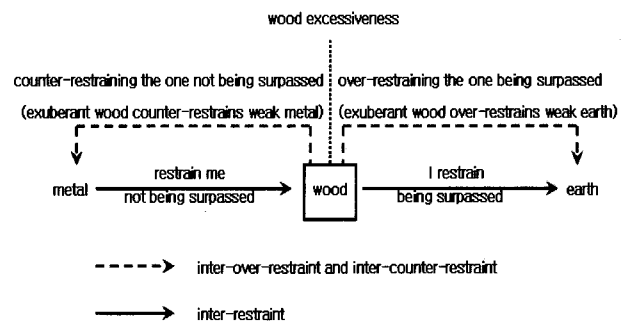 wood excessiveness
counter-restraining the one not being surpassed
over-restraining the one being surpassed
(exuberant wood counter-restrains weak metal)
(exuberant wood over-restrains weak earth)
metal
restrain me
not being surpassed
wood
I restrain
being surpassed
earth
inter-over-restraint and inter-counter-restraint
inter-restraint